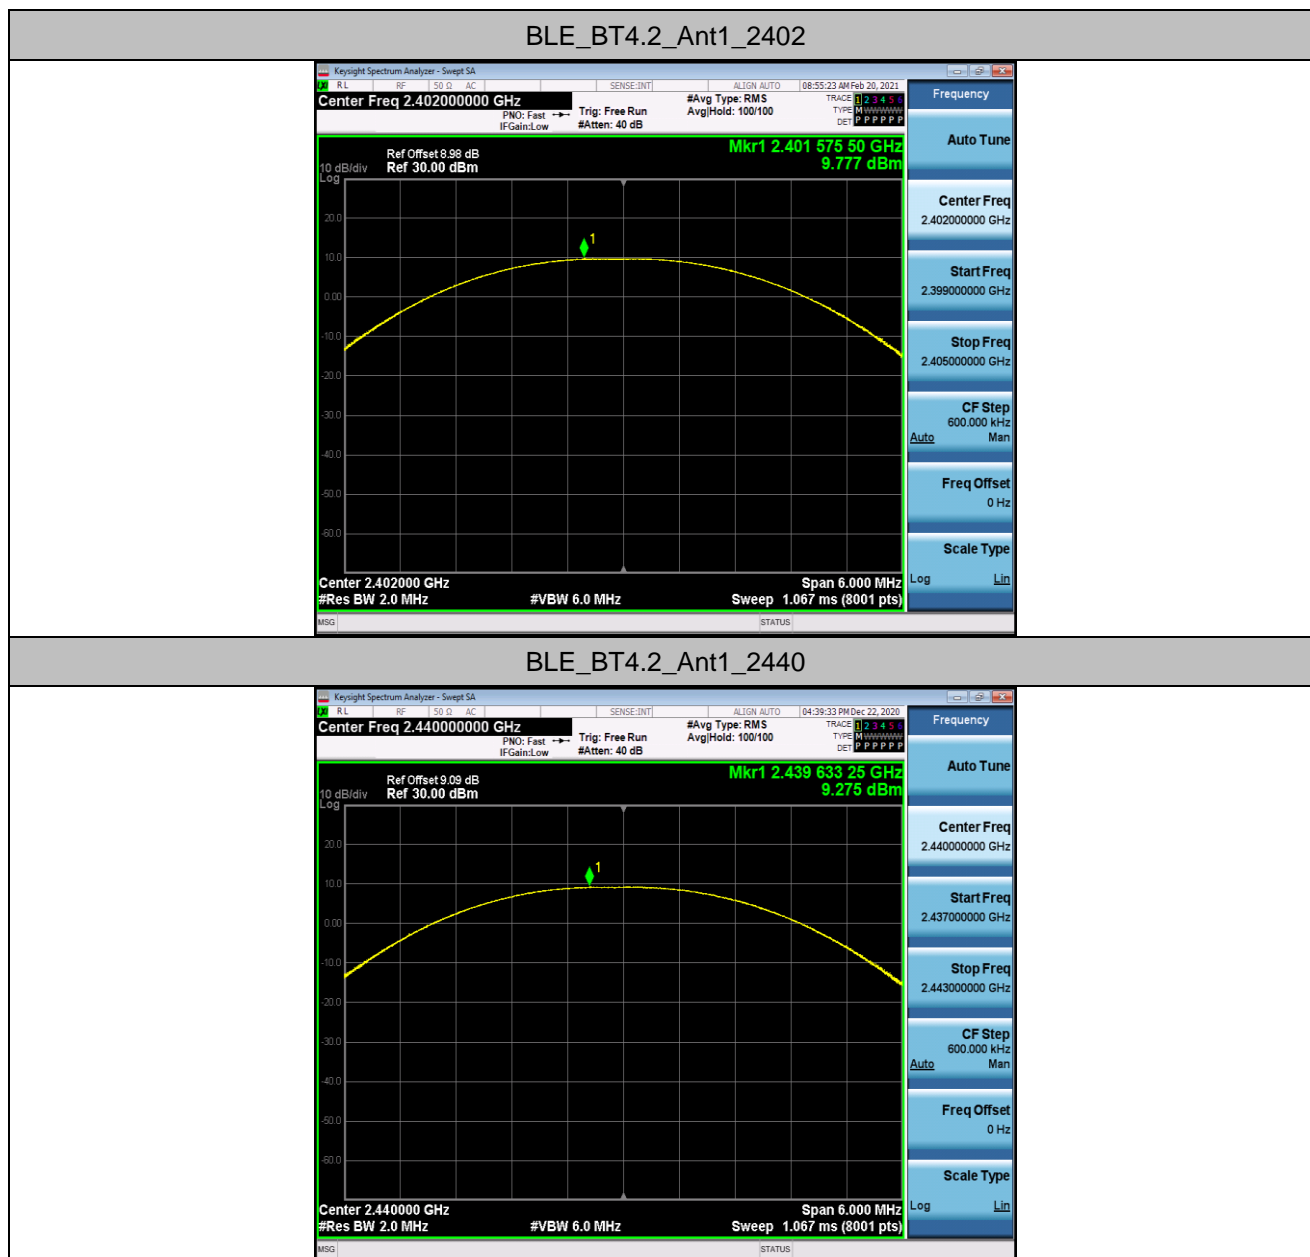 BLE_BT4.2_Ant1_2402
Keysight Spectrum Analyzer - Swept SA
LXI RL RF 50 Ω AC SENSE:INT ALIGN AUTO 08:55:23 AM Feb 20, 2021
Center Freq 2.402000000 GHz
PNO: Fast
IFGain:Low
Trig: Free Run
#Atten: 40 dB
#Avg Type: RMS
Avg|Hold: 100/100
TRACE 1 2 3 4 5 6
TYPE M WWWWW
DET P P P P P P
Ref Offset 8.98 dB
10 dB/div Ref 30.00 dBm
Log
Mkr1 2.401 575 50 GHz
9.777 dBm
1
20.0
10.0
0.00
-10.0
-20.0
-30.0
-40.0
-50.0
-60.0
Center 2.402000 GHz Span 6.000 MHz
#Res BW 2.0 MHz #VBW 6.0 MHz Sweep 1.067 ms (8001 pts)
MSG STATUS
Frequency
Auto Tune
Center Freq
2.402000000 GHz
Start Freq
2.399000000 GHz
Stop Freq
2.405000000 GHz
CF Step
600.000 kHz
Auto Man
Freq Offset
0 Hz
Scale Type
Log Lin
BLE_BT4.2_Ant1_2440
Keysight Spectrum Analyzer - Swept SA
LXI RL RF 50 Ω AC SENSE:INT ALIGN AUTO 04:39:33 PM Dec 22, 2020
Center Freq 2.440000000 GHz
PNO: Fast
IFGain:Low
Trig: Free Run
#Atten: 40 dB
#Avg Type: RMS
Avg|Hold: 100/100
TRACE 1 2 3 4 5 6
TYPE M WWWWW
DET P P P P P P
Ref Offset 9.09 dB
10 dB/div Ref 30.00 dBm
Log
Mkr1 2.439 633 25 GHz
9.275 dBm
1
20.0
10.0
0.00
-10.0
-20.0
-30.0
-40.0
-50.0
-60.0
Center 2.440000 GHz Span 6.000 MHz
#Res BW 2.0 MHz #VBW 6.0 MHz Sweep 1.067 ms (8001 pts)
MSG STATUS
Frequency
Auto Tune
Center Freq
2.440000000 GHz
Start Freq
2.437000000 GHz
Stop Freq
2.443000000 GHz
CF Step
600.000 kHz
Auto Man
Freq Offset
0 Hz
Scale Type
Log Lin